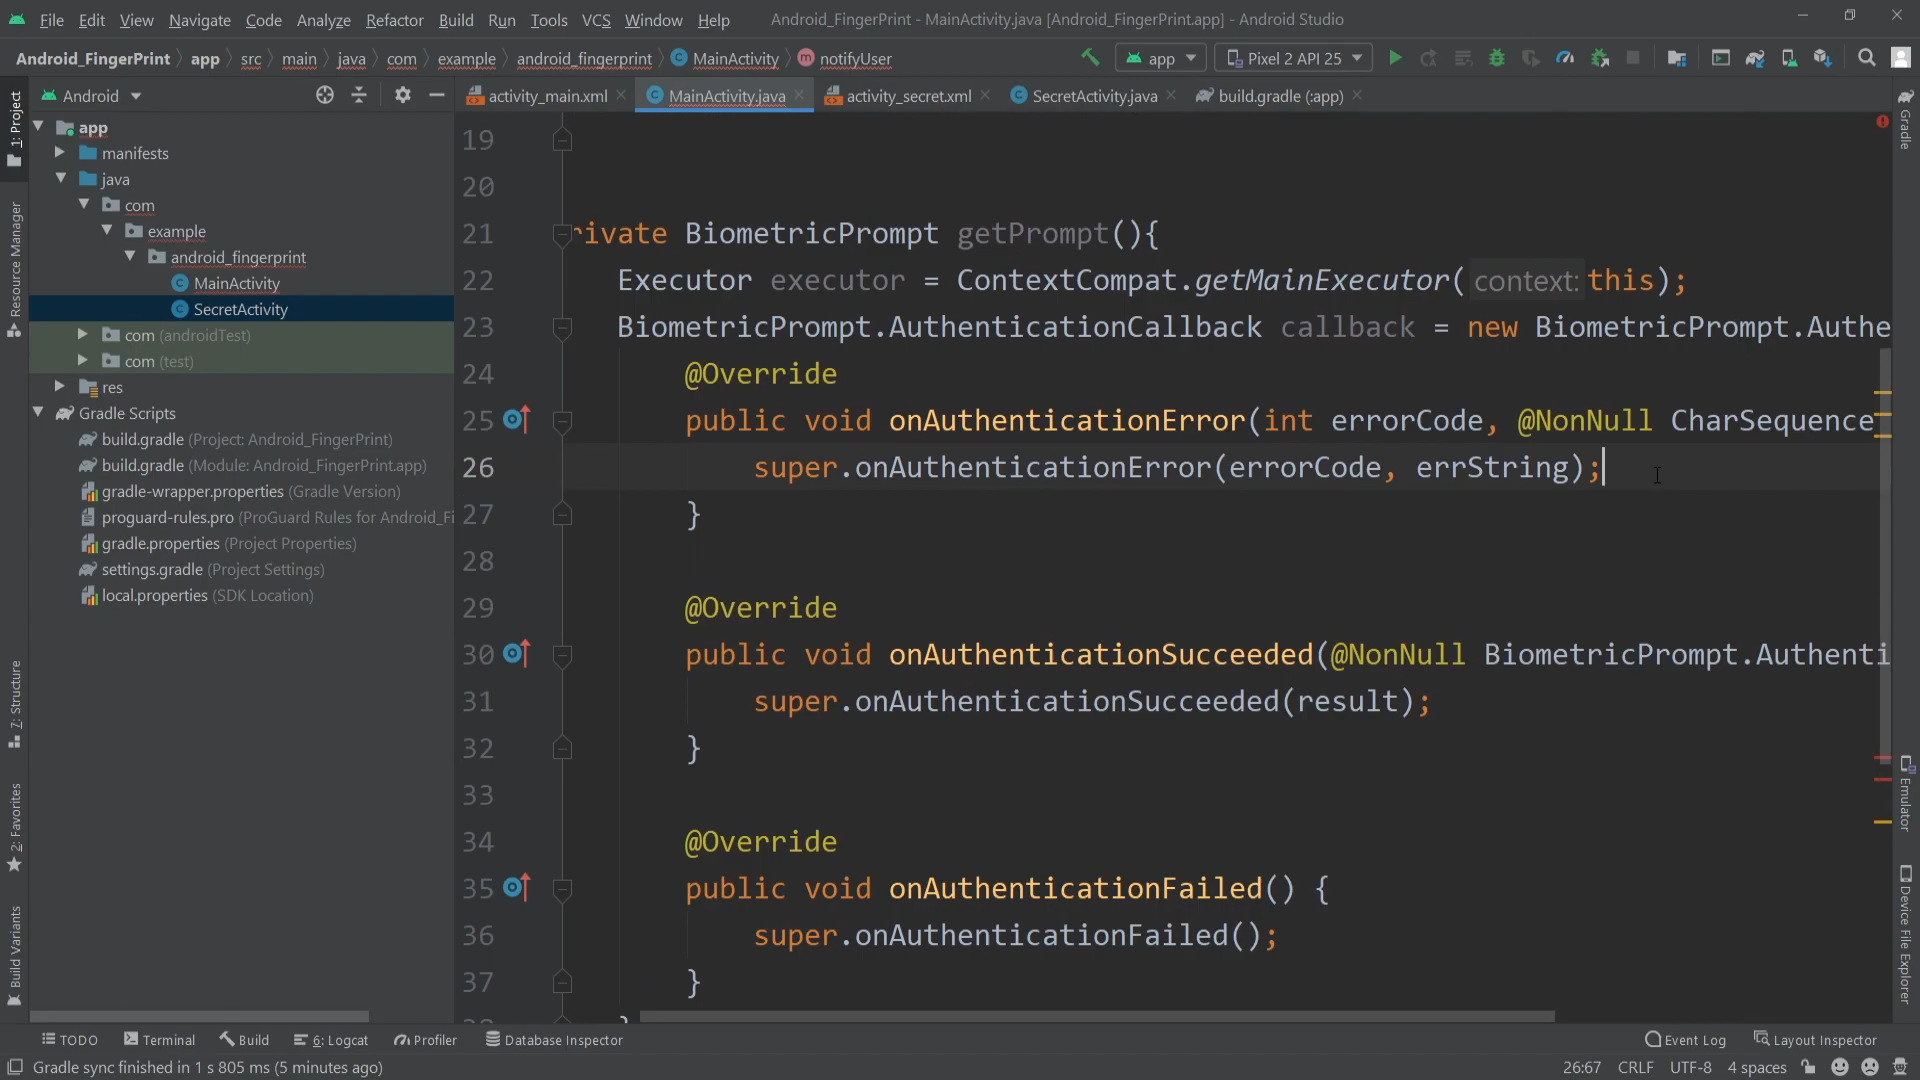 File Edit View Navigate Code Analyze Refactor Build Run Tools VCS Window Help Android_FingerPrint - MainActivity.java [Android_FingerPrint.app] - Android Studio
Android_FingerPrint app src main java com example android_fingerprint MainActivity notifyUser app Pixel 2 API 25
Android activity_main.xml MainActivity.java activity_secret.xml SecretActivity.java build.gradle (:app)
1: Project
Resource Manager
7: Structure
2: Favorites
Build Variants
app
manifests
java
com
example
android_fingerprint
MainActivity
SecretActivity
com (androidTest)
com (test)
res
Gradle Scripts
build.gradle (Project: Android_FingerPrint)
build.gradle (Module: Android_FingerPrint.app)
gradle-wrapper.properties (Gradle Version)
proguard-rules.pro (ProGuard Rules for Android_Fi
gradle.properties (Project Properties)
settings.gradle (Project Settings)
local.properties (SDK Location)
19
20
21 rivate BiometricPrompt getPrompt(){
22 Executor executor = ContextCompat.getMainExecutor( context: this);
23 BiometricPrompt.AuthenticationCallback callback = new BiometricPrompt.Authe
24 @Override
25 public void onAuthenticationError(int errorCode, @NonNull CharSequence
26 super.onAuthenticationError(errorCode, errString);
27 }
28
29 @Override
30 public void onAuthenticationSucceeded(@NonNull BiometricPrompt.Authenti
31 super.onAuthenticationSucceeded(result);
32 }
33
34 @Override
35 public void onAuthenticationFailed() {
36 super.onAuthenticationFailed();
37 }
Gradle
Emulator
Device File Explorer
TODO Terminal Build 6: Logcat Profiler Database Inspector Event Log Layout Inspector
Gradle sync finished in 1 s 805 ms (5 minutes ago) 26:67 CRLF UTF-8 4 spaces